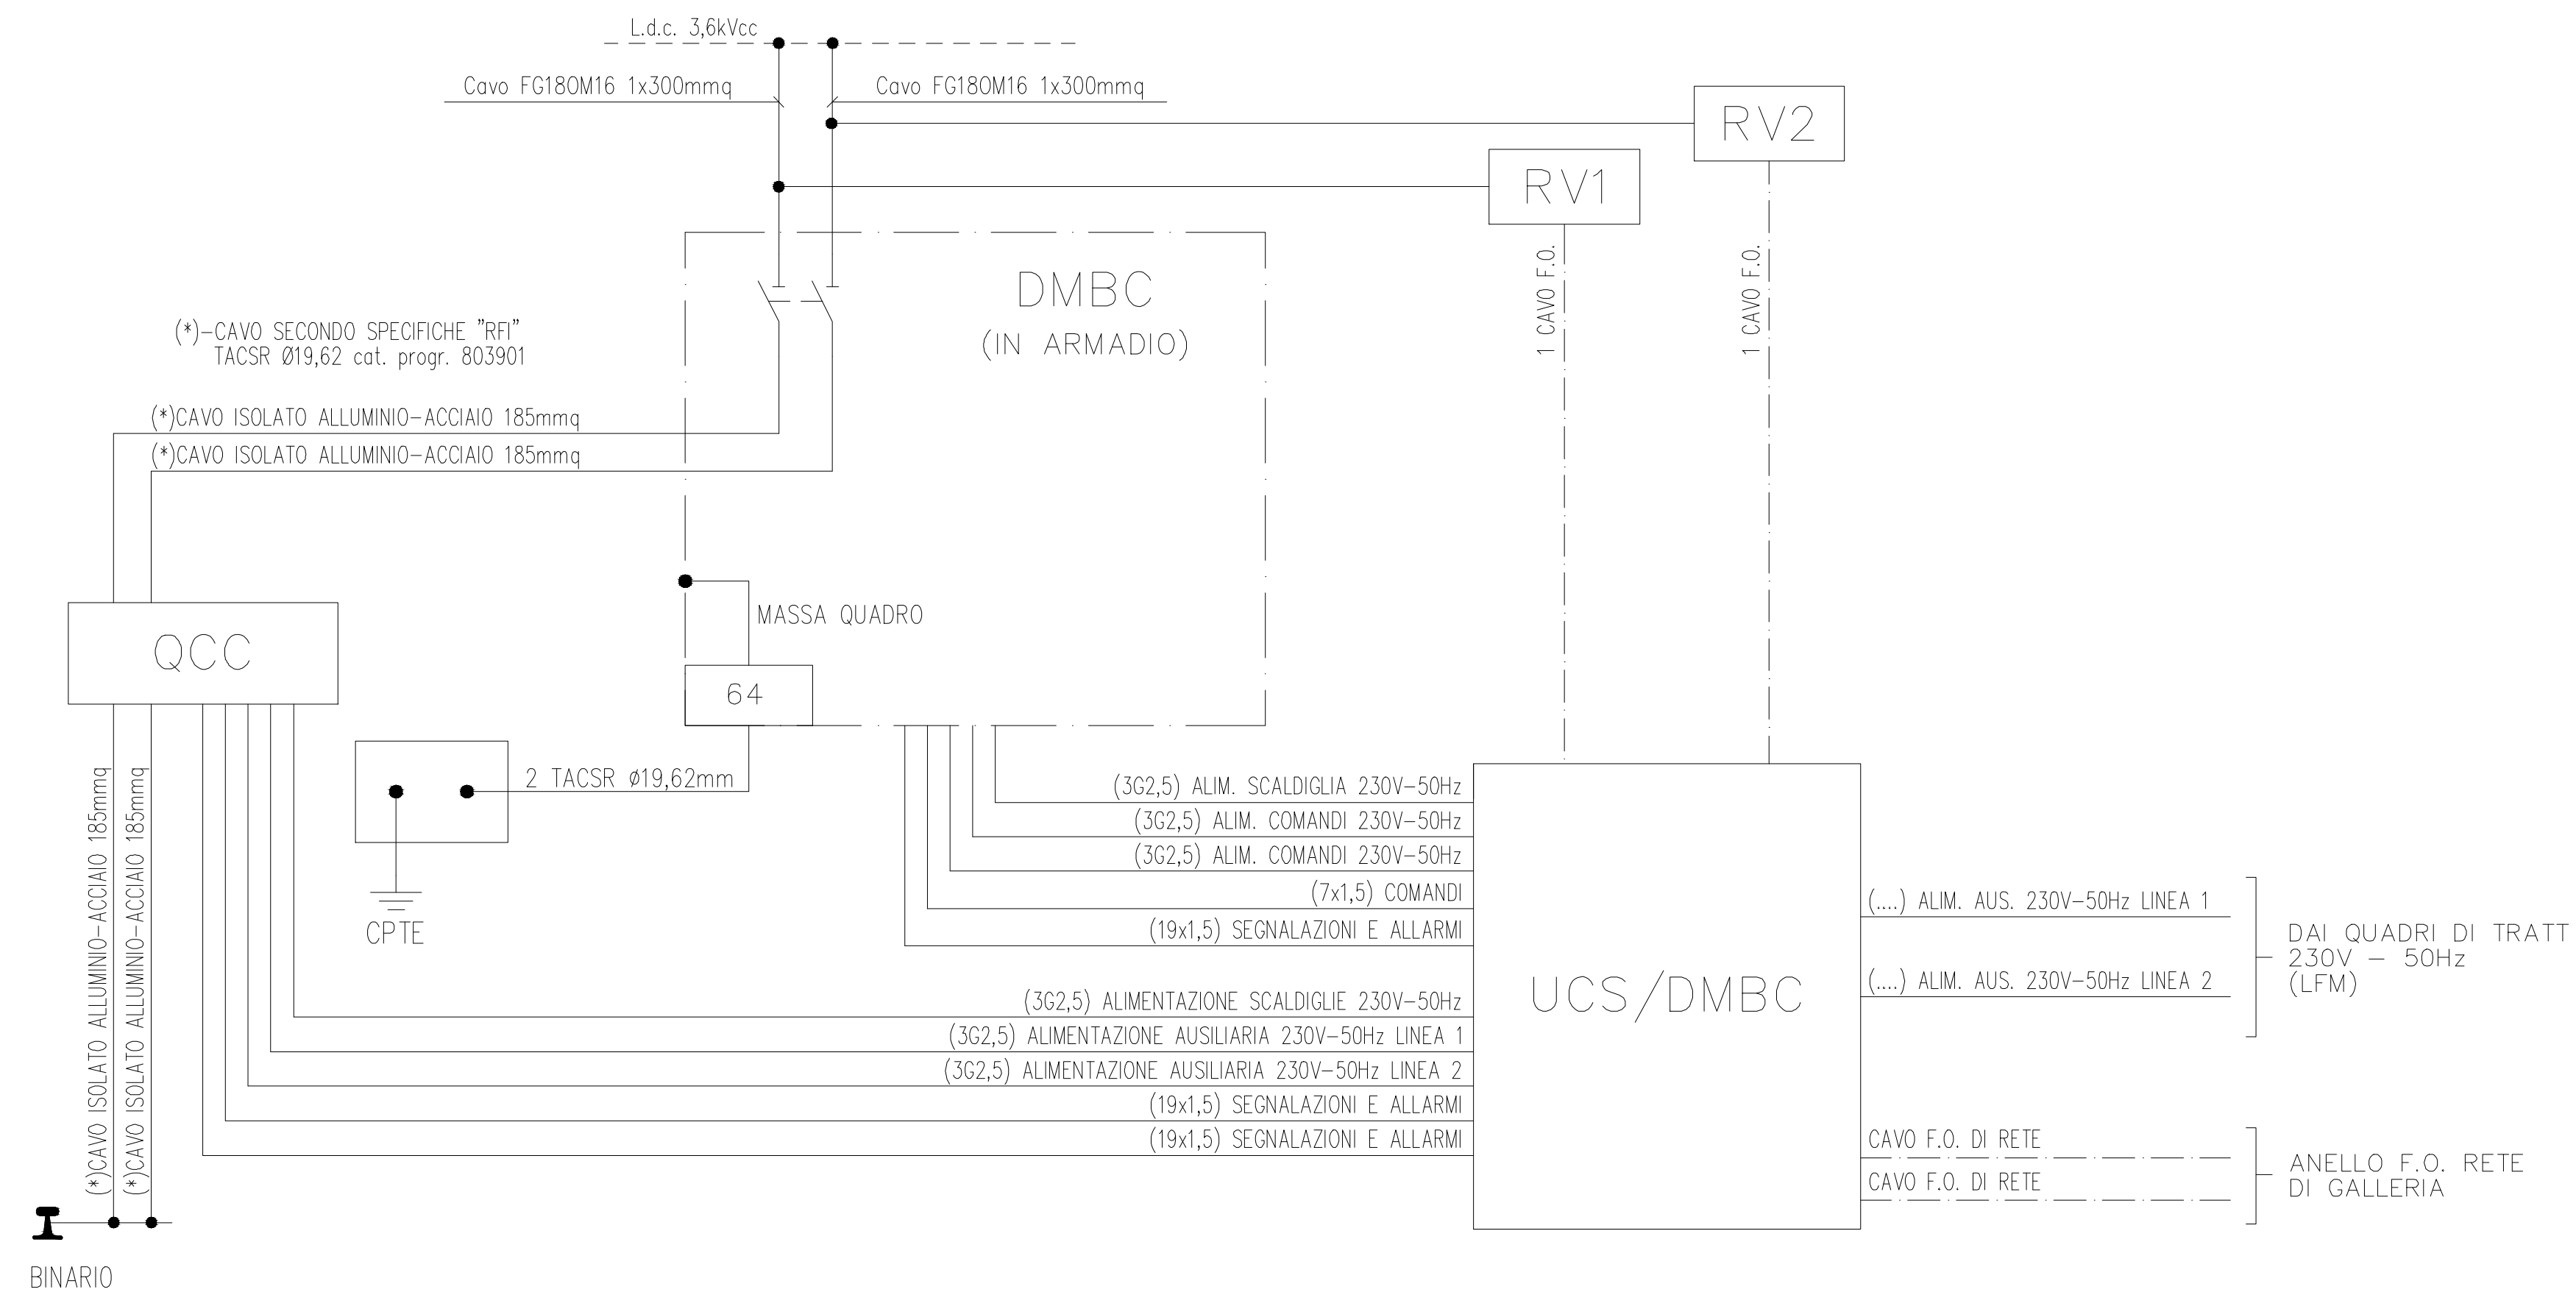 L.d.c. 3,6kVcc
Cavo FG18OM16 1x300mmq
Cavo FG18OM16 1x300mmq
RV2
RV1
1 CAVO F.O.
1 CAVO F.O.
DMBC
(IN ARMADIO)
(*)-CAVO SECONDO SPECIFICHE "RFI"
TACSR Ø19,62 cat. progr. 803901
(*)CAVO ISOLATO ALLUMINIO-ACCIAIO 185mmq
(*)CAVO ISOLATO ALLUMINIO-ACCIAIO 185mmq
MASSA QUADRO
QCC
64
2 TACSR Ø19,62mm
CPTE
(*)CAVO ISOLATO ALLUMINIO-ACCIAIO 185mmq
(*)CAVO ISOLATO ALLUMINIO-ACCIAIO 185mmq
(3G2,5) ALIM. SCALDIGLIA 230V-50Hz
(3G2,5) ALIM. COMANDI 230V-50Hz
(3G2,5) ALIM. COMANDI 230V-50Hz
(7x1,5) COMANDI
(19x1,5) SEGNALAZIONI E ALLARMI
(3G2,5) ALIMENTAZIONE SCALDIGLIE 230V-50Hz
(3G2,5) ALIMENTAZIONE AUSILIARIA 230V-50Hz LINEA 1
(3G2,5) ALIMENTAZIONE AUSILIARIA 230V-50Hz LINEA 2
(19x1,5) SEGNALAZIONI E ALLARMI
(19x1,5) SEGNALAZIONI E ALLARMI
UCS/DMBC
(....) ALIM. AUS. 230V-50Hz LINEA 1
(....) ALIM. AUS. 230V-50Hz LINEA 2
DAI QUADRI DI TRATT
230V - 50Hz
(LFM)
CAVO F.O. DI RETE
CAVO F.O. DI RETE
ANELLO F.O. RETE
DI GALLERIA
BINARIO